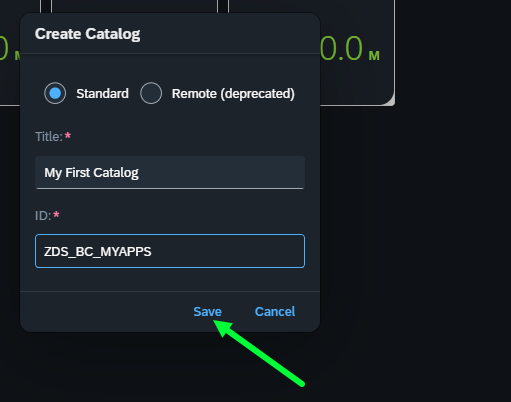 Create Catalog
0 M
0.0 M
Standard Remote (deprecated)
Title:*
My First Catalog
ID:*
ZDS_BC_MYAPPS
Save Cancel